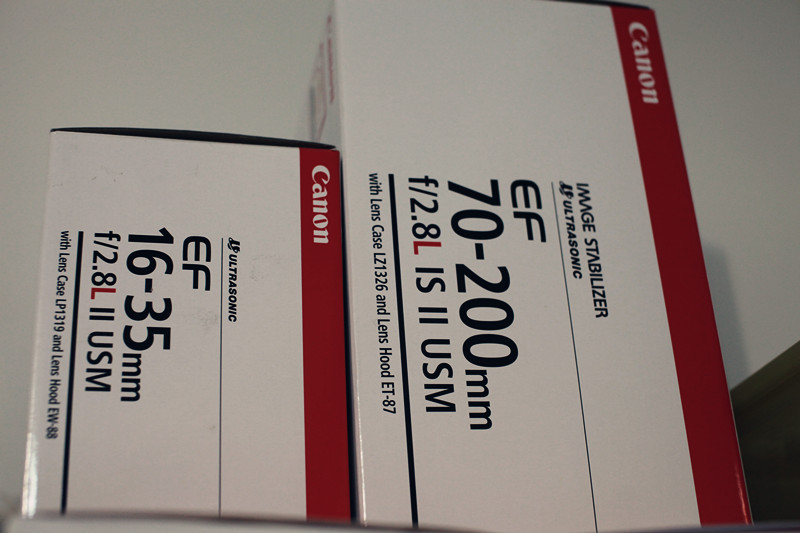 Canon
ULTRASONIC
EF
16-35mm
f/2.8L II USM
with Lens Case LP1319 and Lens Hood EW-88
Canon
IMAGE STABILIZER
ULTRASONIC
EF
70-200mm
f/2.8L IS II USM
with Lens Case LZ1326 and Lens Hood ET-87